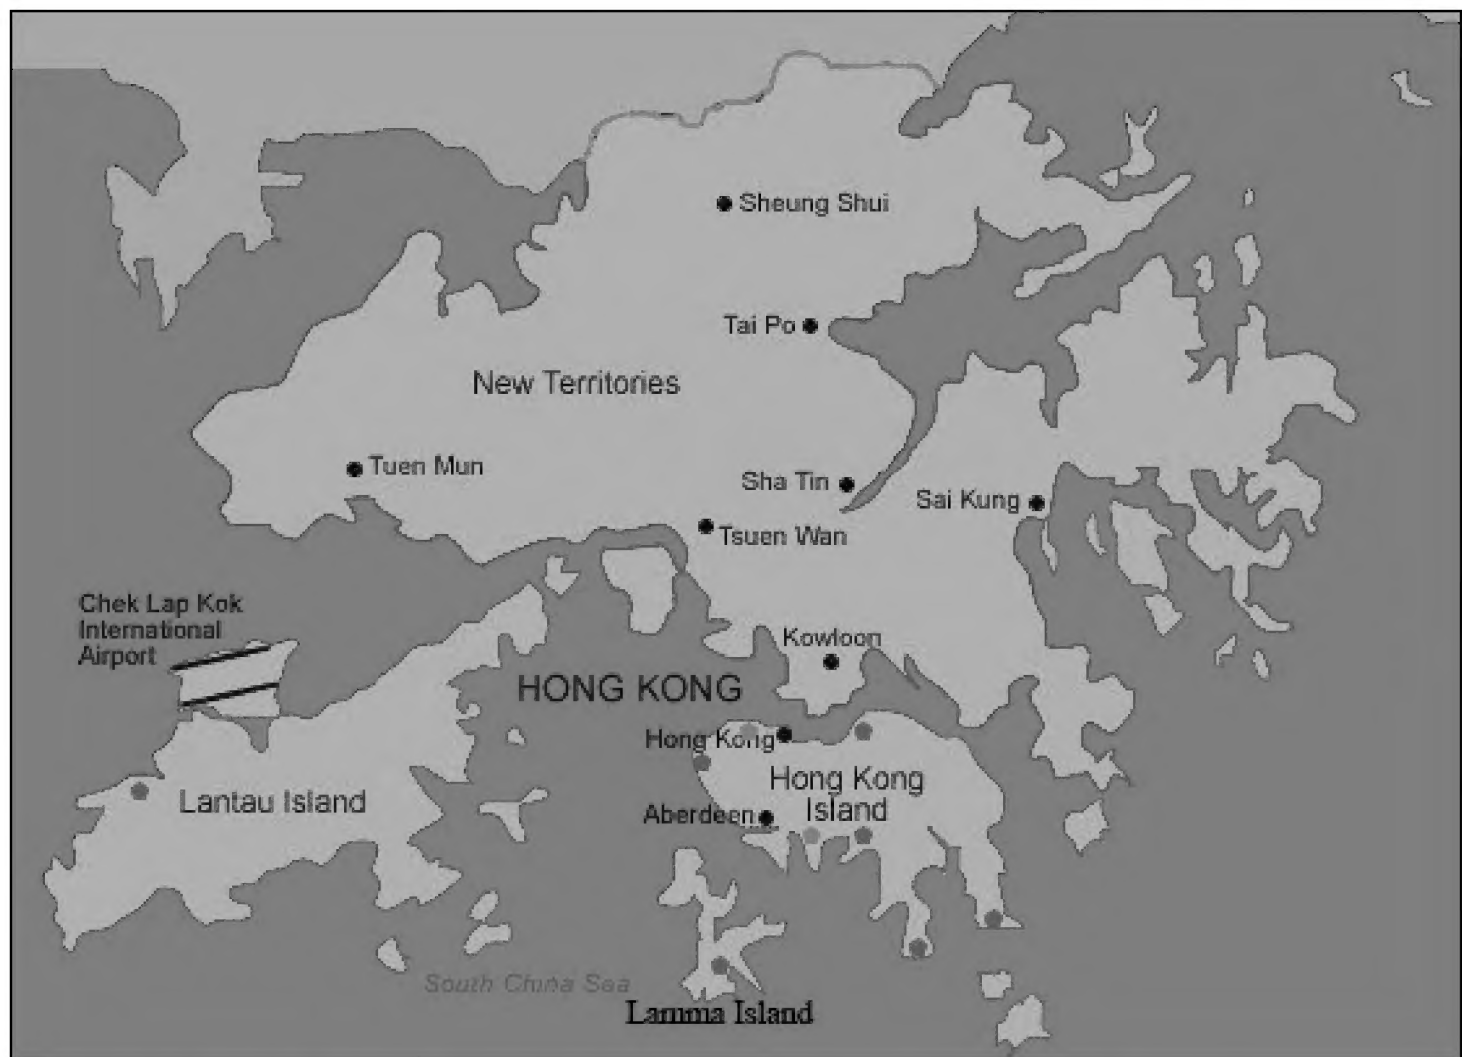 Sheung Shui
Tai Po
New Territories
Tuen Mun
Sha Tin
Sai Kung
Tsuen Wan
Chek Lap Kok
International
Airport
Kowloon
HONG KONG
Hong Kong
Hong Kong
Island
Lantau Island
Aberdeen
South China Sea
Lamma Island